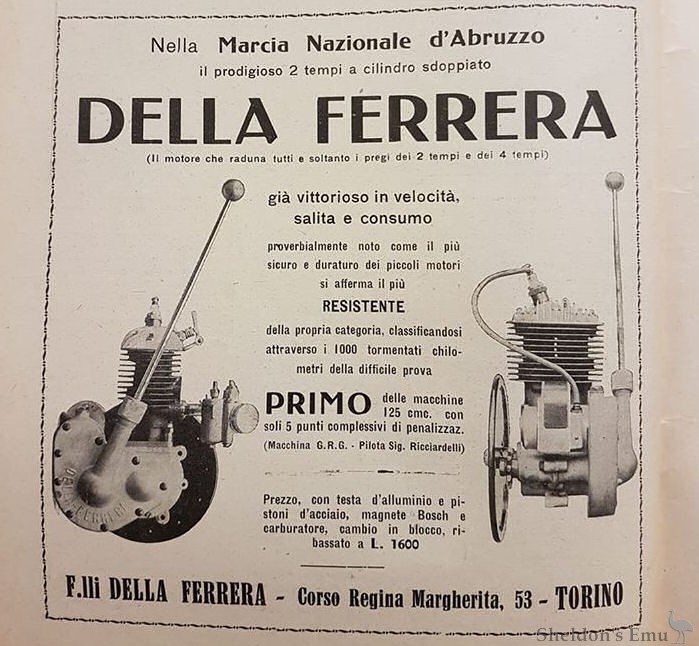 Nella Marcia Nazionale d'Abruzzo
il prodigioso 2 tempi a cilindro sdoppiato
DELLA FERRERA
(Il motore che raduna tutti e soltanto i pregi dei 2 tempi e dei 4 tempi)
già vittorioso in velocità,
salita e consumo
proverbialmente noto come il più
sicuro e duraturo dei piccoli motori
si afferma il più
RESISTENTE
della propria categoria, classificandosi
attraverso i 1000 tormentati chilo-
metri della difficile prova
PRIMO delle macchine
125 cmc. con
soli 5 punti complessivi di penalizzaz.
(Macchina G.R.G. - Pilota Sig. Ricciardelli)
Prezzo, con testa d'alluminio e pi-
stoni d'acciaio, magnete Bosch e
carburatore, cambio in blocco, ri-
bassato a L. 1600
F.lli DELLA FERRERA - Corso Regina Margherita, 53 - TORINO
Sheldon's Emu